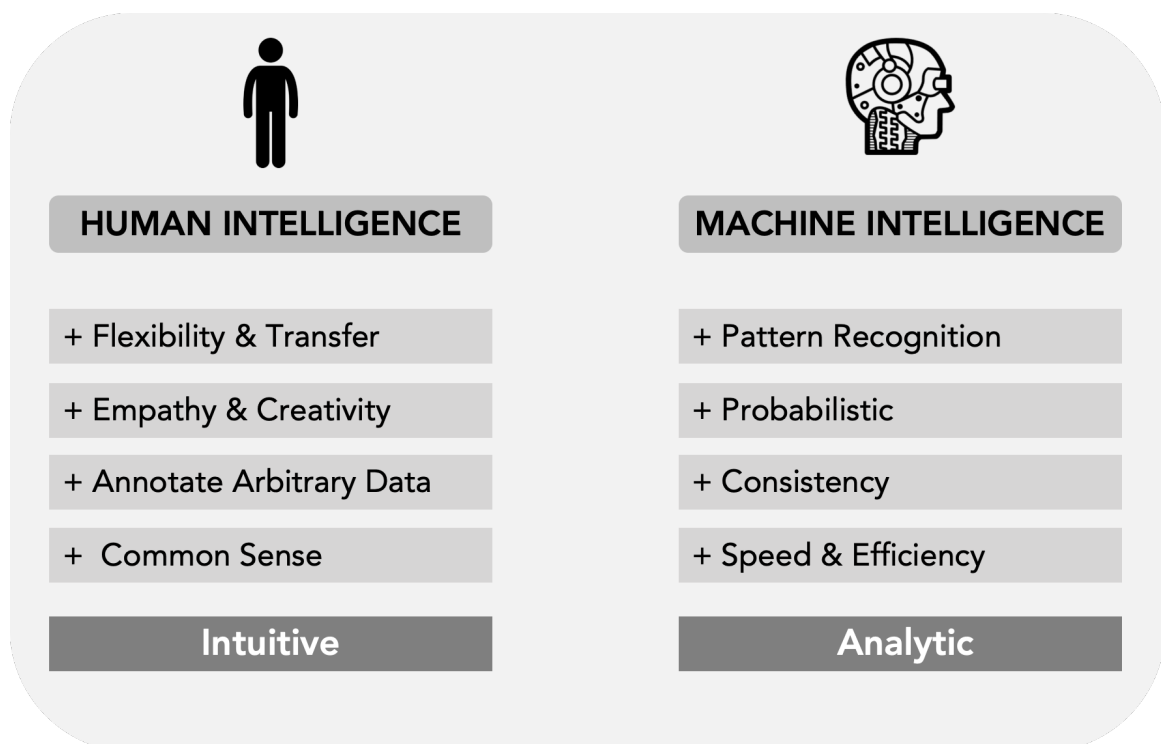 HUMAN INTELLIGENCE
+ Flexibility & Transfer
+ Empathy & Creativity
+ Annotate Arbitrary Data
+ Common Sense
Intuitive
MACHINE INTELLIGENCE
+ Pattern Recognition
+ Probabilistic
+ Consistency
+ Speed & Efficiency
Analytic